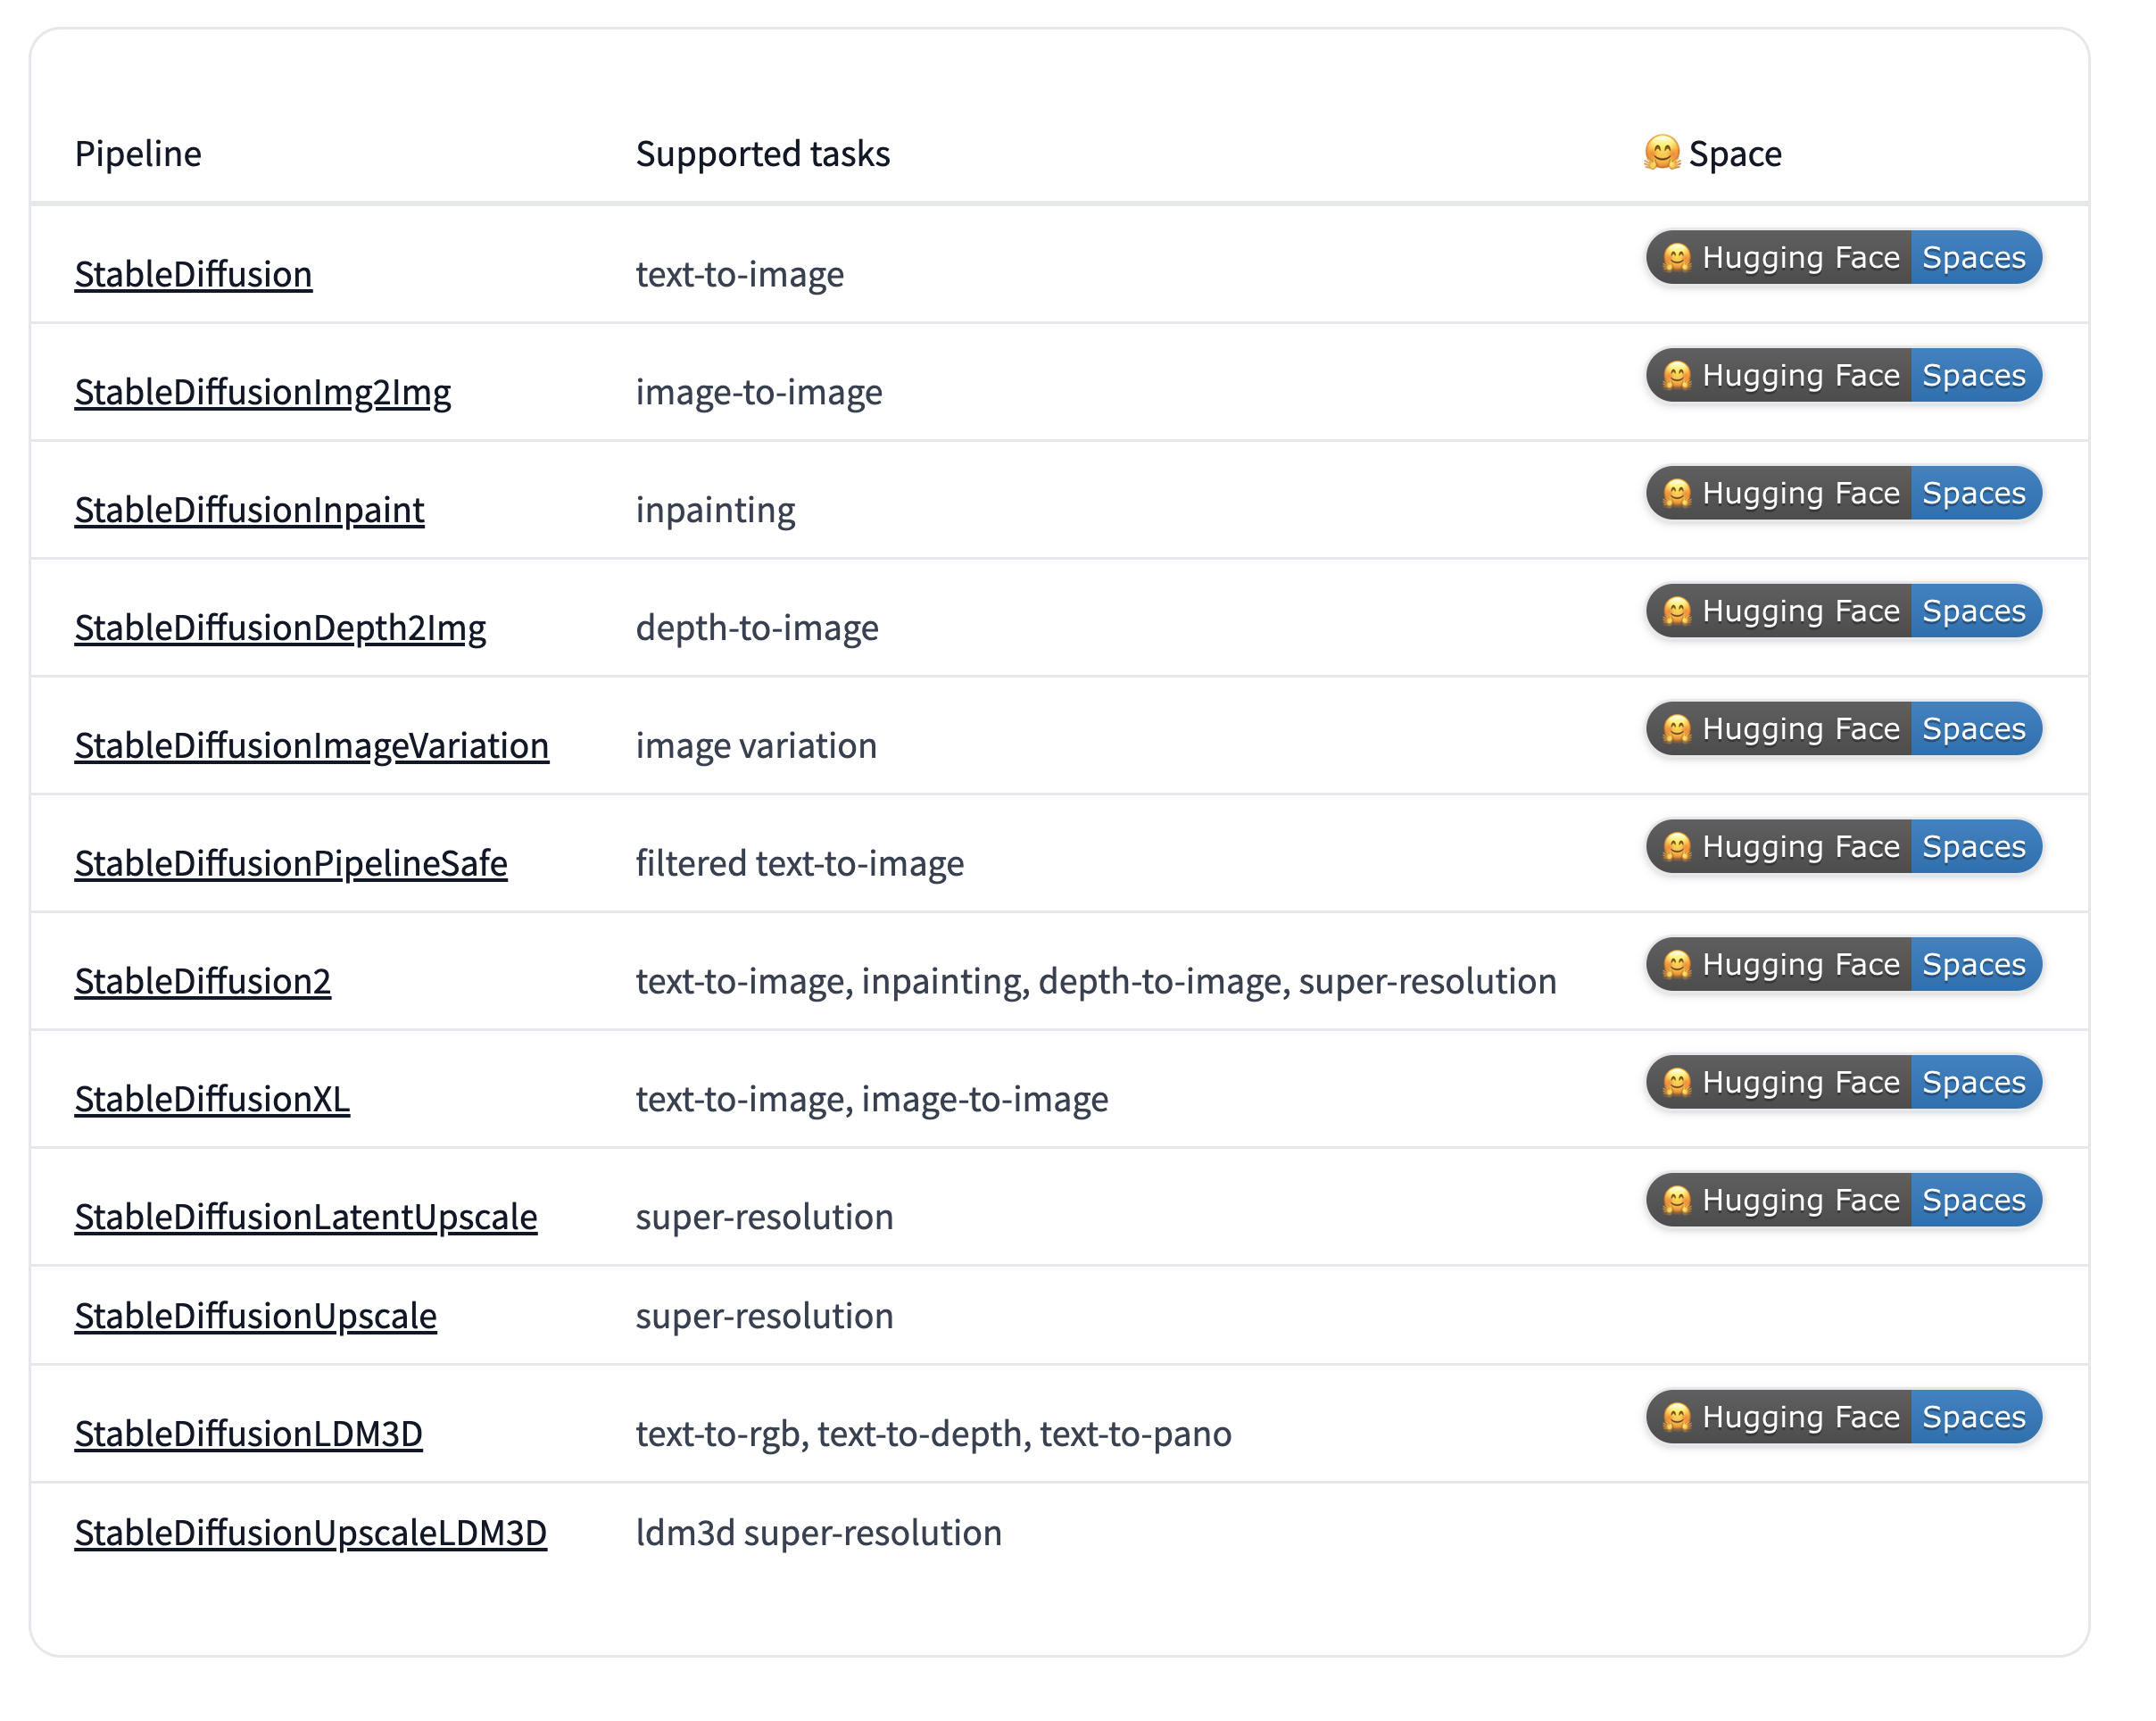 Pipeline Supported tasks 🤗 Space
StableDiffusion text-to-image 🤗 Hugging Face Spaces
StableDiffusionImg2Img image-to-image 🤗 Hugging Face Spaces
StableDiffusionInpaint inpainting 🤗 Hugging Face Spaces
StableDiffusionDepth2Img depth-to-image 🤗 Hugging Face Spaces
StableDiffusionImageVariation image variation 🤗 Hugging Face Spaces
StableDiffusionPipelineSafe filtered text-to-image 🤗 Hugging Face Spaces
StableDiffusion2 text-to-image, inpainting, depth-to-image, super-resolution 🤗 Hugging Face Spaces
StableDiffusionXL text-to-image, image-to-image 🤗 Hugging Face Spaces
StableDiffusionLatentUpscale super-resolution 🤗 Hugging Face Spaces
StableDiffusionUpscale super-resolution
StableDiffusionLDM3D text-to-rgb, text-to-depth, text-to-pano 🤗 Hugging Face Spaces
StableDiffusionUpscaleLDM3D ldm3d super-resolution